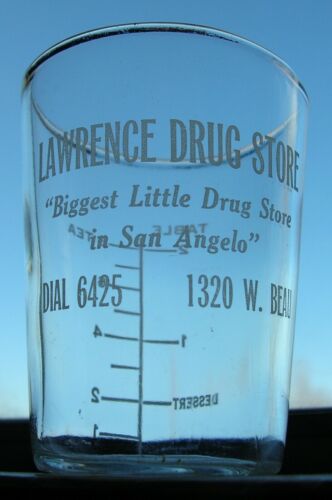 LAWRENCE DRUG STORE
"Biggest Little Drug Store
in San Angelo"
DIAL 6425 1320 W. BEAU
TEA TABLE
2
4 1
2 DESSERT
1